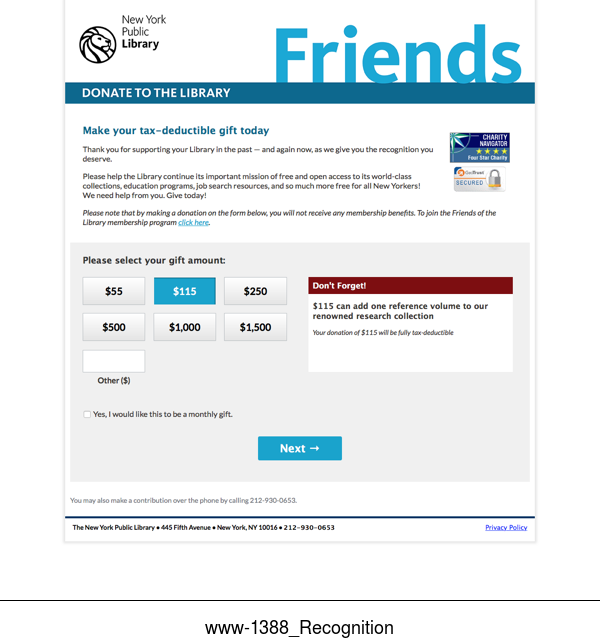 New York
Public
Library
Friends
DONATE TO THE LIBRARY
Make your tax-deductible gift today
Thank you for supporting your Library in the past — and again now, as we give you the recognition you
deserve.
CHARITY
NAVIGATOR
Four Star Charity
SECURED
Please help the Library continue its important mission of free and open access to its world-class
collections, education programs, job search resources, and so much more free for all New Yorkers!
We need help from you. Give today!
Please note that by making a donation on the form below, you will not receive any membership benefits. To join the Friends of the
Library membership program click here.
Please select your gift amount:
$55
$115
$250
$500
$1,000
$1,500
Other ($)
Don't Forget!
$115 can add one reference volume to our
renowned research collection
Your donation of $115 will be fully tax-deductible
Yes, I would like this to be a monthly gift.
Next →
You may also make a contribution over the phone by calling 212-930-0653.
The New York Public Library • 445 Fifth Avenue • New York, NY 10016 • 212-930-0653
Privacy Policy
www-1388_Recognition